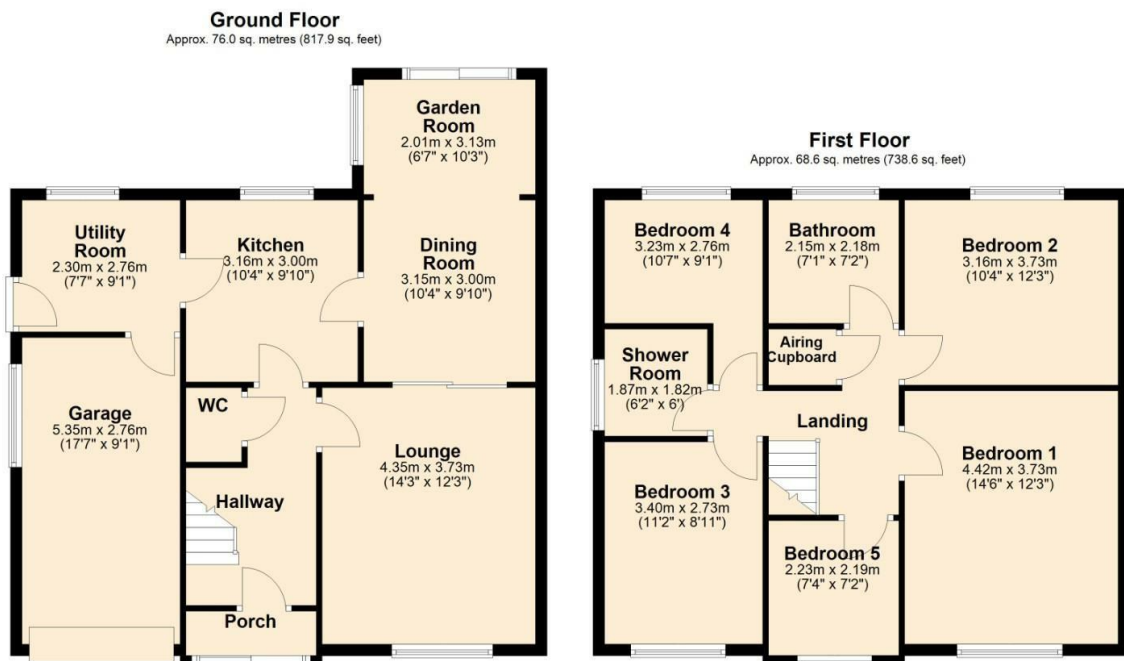 Ground Floor
Approx. 76.0 sq. metres (817.9 sq. feet)
Garden
Room
2.01m x 3.13m
(6'7" x 10'3")
Utility
Room
2.30m x 2.76m
(7'7" x 9'1")
Kitchen
3.16m x 3.00m
(10'4" x 9'10")
Dining
Room
3.15m x 3.00m
(10'4" x 9'10")
Garage
5.35m x 2.76m
(17'7" x 9'1")
WC
Hallway
Lounge
4.35m x 3.73m
(14'3" x 12'3")
Porch
First Floor
Approx. 68.6 sq. metres (738.6 sq. feet)
Bedroom 4
3.23m x 2.76m
(10'7" x 9'1")
Bathroom
2.15m x 2.18m
(7'1" x 7'2")
Bedroom 2
3.16m x 3.73m
(10'4" x 12'3")
Airing
Cupboard
Shower
Room
1.87m x 1.82m
(6'2" x 6')
Landing
Bedroom 1
4.42m x 3.73m
(14'6" x 12'3")
Bedroom 3
3.40m x 2.73m
(11'2" x 8'11")
Bedroom 5
2.23m x 2.19m
(7'4" x 7'2")